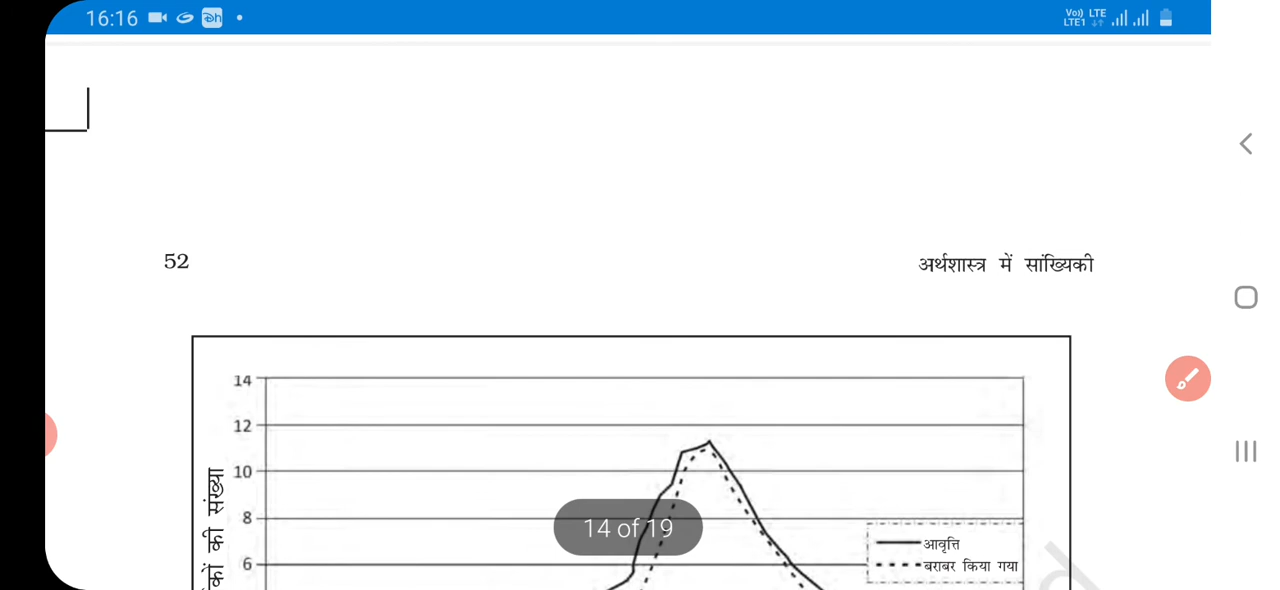 16:16
Vo)) LTE
LTE1
52
अर्थशास्त्र में सांख्यिकी
14
12
10
8
6
की संख्या
14 of 19
आवृत्ति
बराबर किया गया